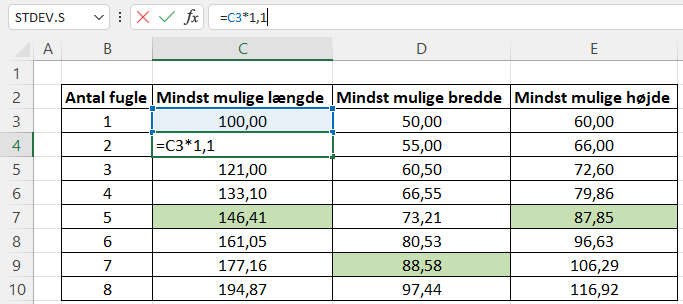 STDEV.S fx =C3*1,1
A B C D E
1
2 Antal fugle Mindst mulige længde Mindst mulige bredde Mindst mulige højde
3 1 100,00 50,00 60,00
4 2 =C3*1,1 55,00 66,00
5 3 121,00 60,50 72,60
6 4 133,10 66,55 79,86
7 5 146,41 73,21 87,85
8 6 161,05 80,53 96,63
9 7 177,16 88,58 106,29
10 8 194,87 97,44 116,92